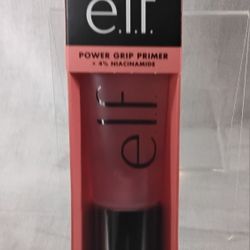 e.l.f.
POWER GRIP PRIMER
+ 4% NIACINAMIDE
e.l.f.